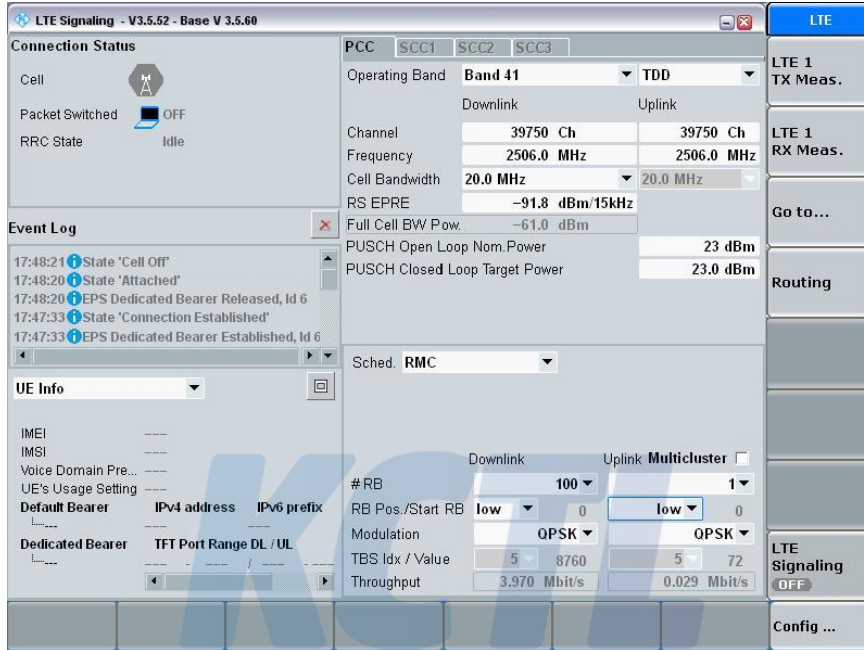 LTE Signaling - V3.5.52 - Base V 3.5.60
LTE
Connection Status
Cell
Packet Switched OFF
RRC State Idle
PCC SCC1 SCC2 SCC3
Operating Band Band 41 TDD
Downlink Uplink
Channel 39750 Ch 39750 Ch
Frequency 2506.0 MHz 2506.0 MHz
Cell Bandwidth 20.0 MHz 20.0 MHz
RS EPRE -91.8 dBm/15kHz
Full Cell BW Pow. -61.0 dBm
PUSCH Open Loop Nom.Power 23 dBm
PUSCH Closed Loop Target Power 23.0 dBm
Event Log
17:48:21 State 'Cell Off'
17:48:20 State 'Attached'
17:48:20 EPS Dedicated Bearer Released, Id 6
17:47:33 State 'Connection Established'
17:47:33 EPS Dedicated Bearer Established, Id 6
Sched. RMC
UE Info
IMEI ---
IMSI ---
Voice Domain Pre... ---
UE's Usage Setting ---
Default Bearer IPv4 address IPv6 prefix
--- --- ---
Dedicated Bearer TFT Port Range DL / UL
--- --- - --- / --- - ---
Downlink Uplink Multicluster
# RB 100 1
RB Pos./Start RB low 0 low 0
Modulation QPSK QPSK
TBS Idx / Value 5 8760 5 72
Throughput 3.970 Mbit/s 0.029 Mbit/s
LTE 1
TX Meas.
LTE 1
RX Meas.
Go to...
Routing
LTE
Signaling
OFF
Config ...
KCTL